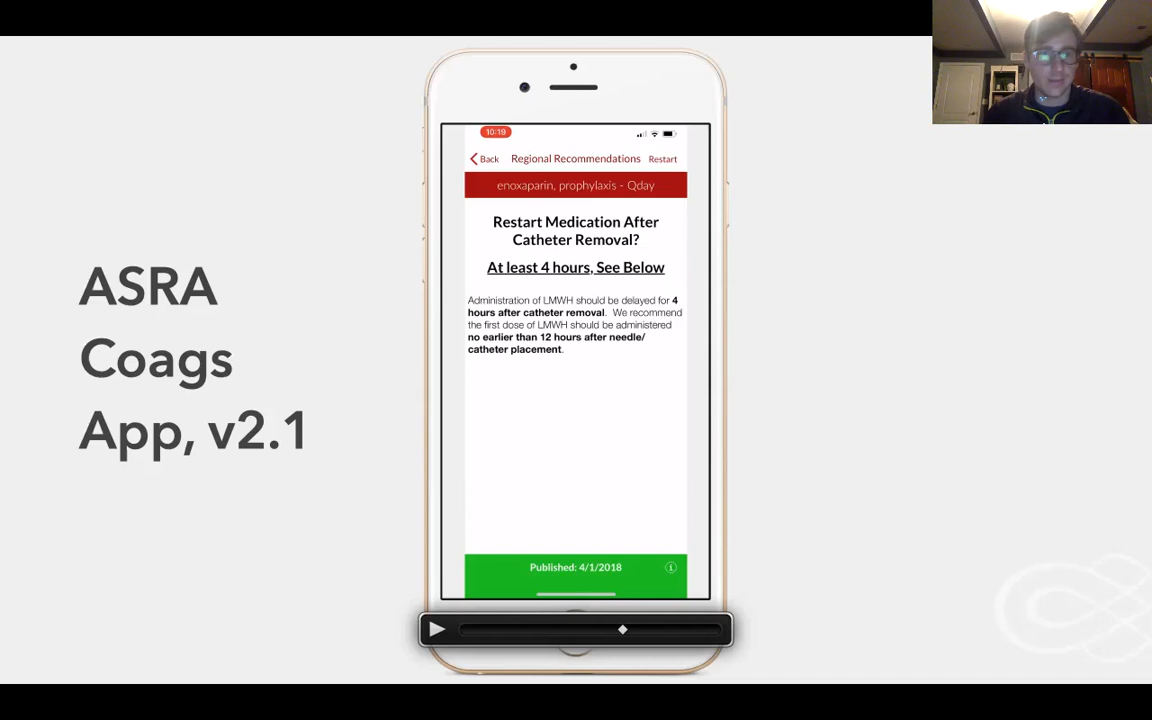 ASRA
Coags
App, v2.1
10:19
Back Regional Recommendations Restart
enoxaparin, prophylaxis - Qday
Restart Medication After
Catheter Removal?
At least 4 hours, See Below
Administration of LMWH should be delayed for 4
hours after catheter removal. We recommend
the first dose of LMWH should be administered
no earlier than 12 hours after needle/
catheter placement.
Published: 4/1/2018